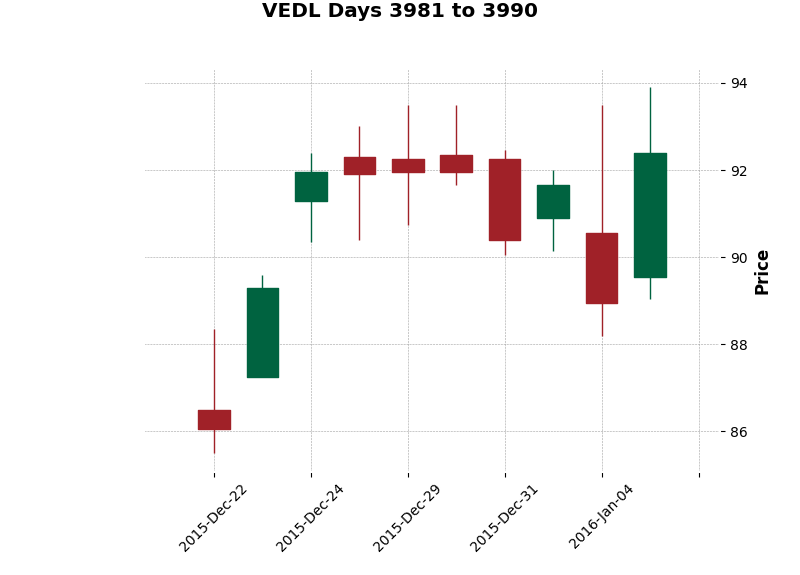 VEDL Days 3981 to 3990
94
92
90
88
86
Price
2015-Dec-22
2015-Dec-24
2015-Dec-29
2015-Dec-31
2016-Jan-04